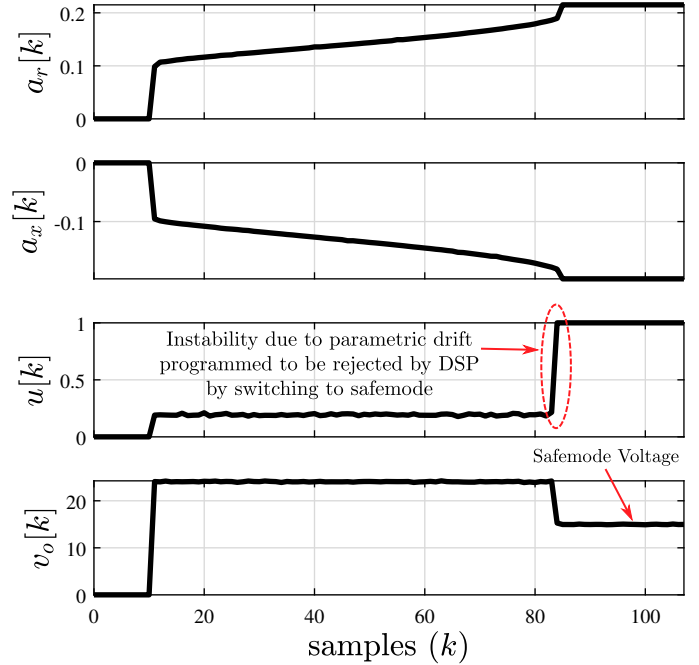 0.2
0.1
0
a_r[k]
0
-0.1
a_x[k]
1
0.5
0
u[k]
Instability due to parametric drift
programmed to be rejected by DSP
by switching to safemode
Safemode Voltage
20
10
0
v_o[k]
0 20 40 60 80 100
samples (k)